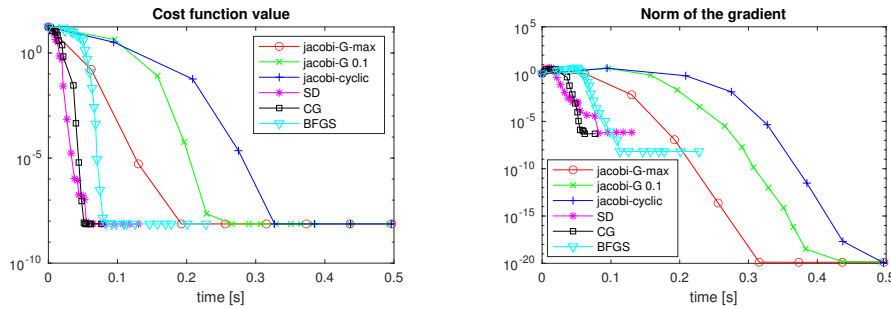 Cost function value
10^0
10^-5
10^-10
0
0.1
0.2
0.3
0.4
0.5
time [s]
jacobi-G-max
jacobi-G 0.1
jacobi-cyclic
SD
CG
BFGS
Norm of the gradient
10^5
10^0
10^-5
10^-10
10^-15
10^-20
0
0.1
0.2
0.3
0.4
0.5
time [s]
jacobi-G-max
jacobi-G 0.1
jacobi-cyclic
SD
CG
BFGS